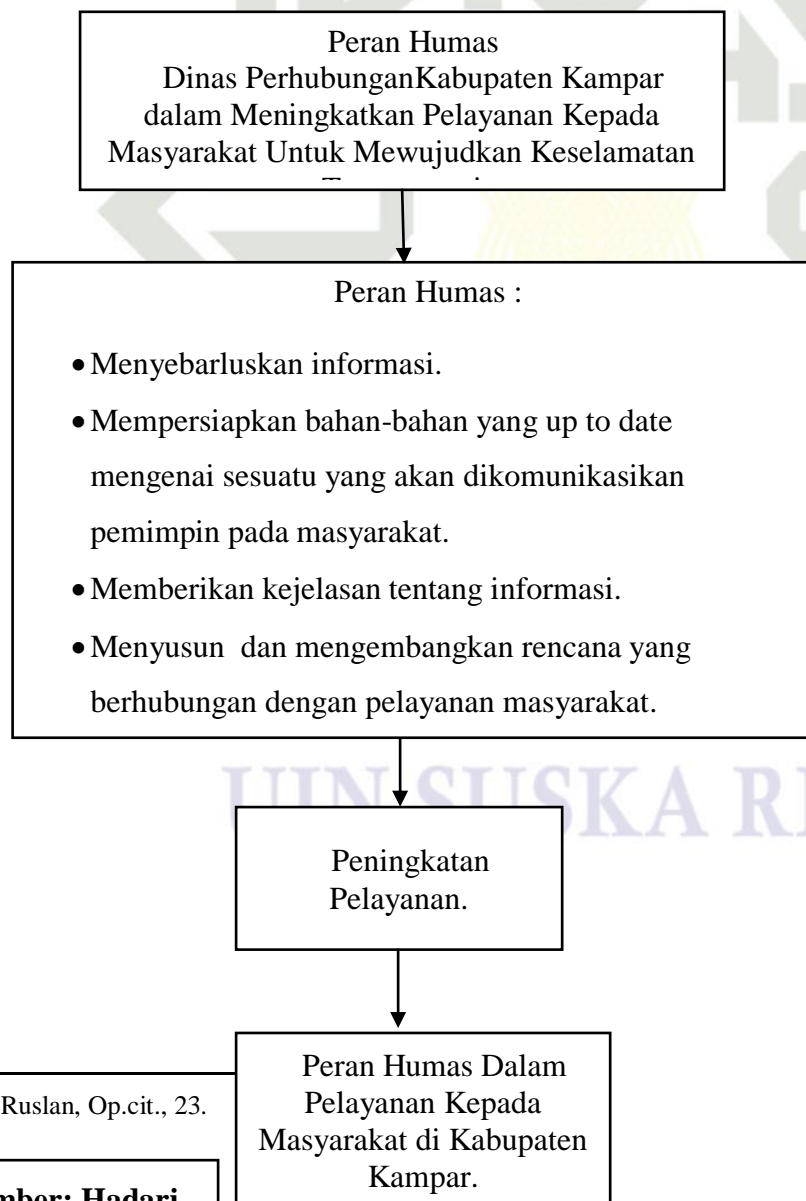 Peran Humas
Dinas PerhubunganKabupaten Kampar
dalam Meningkatkan Pelayanan Kepada
Masyarakat Untuk Mewujudkan Keselamatan
Peran Humas :
• Menyebarluskan informasi.
• Mempersiapkan bahan-bahan yang up to date
mengenai sesuatu yang akan dikomunikasikan
pemimpin pada masyarakat.
• Memberikan kejelasan tentang informasi.
• Menyusun dan mengembangkan rencana yang
berhubungan dengan pelayanan masyarakat.
UIN SUSKA
Peningkatan
Pelayanan.
Peran Humas Dalam
Pelayanan Kepada
Masyarakat di Kabupaten
Kampar.
Ruslan, Op.cit., 23.
mber: Hadari